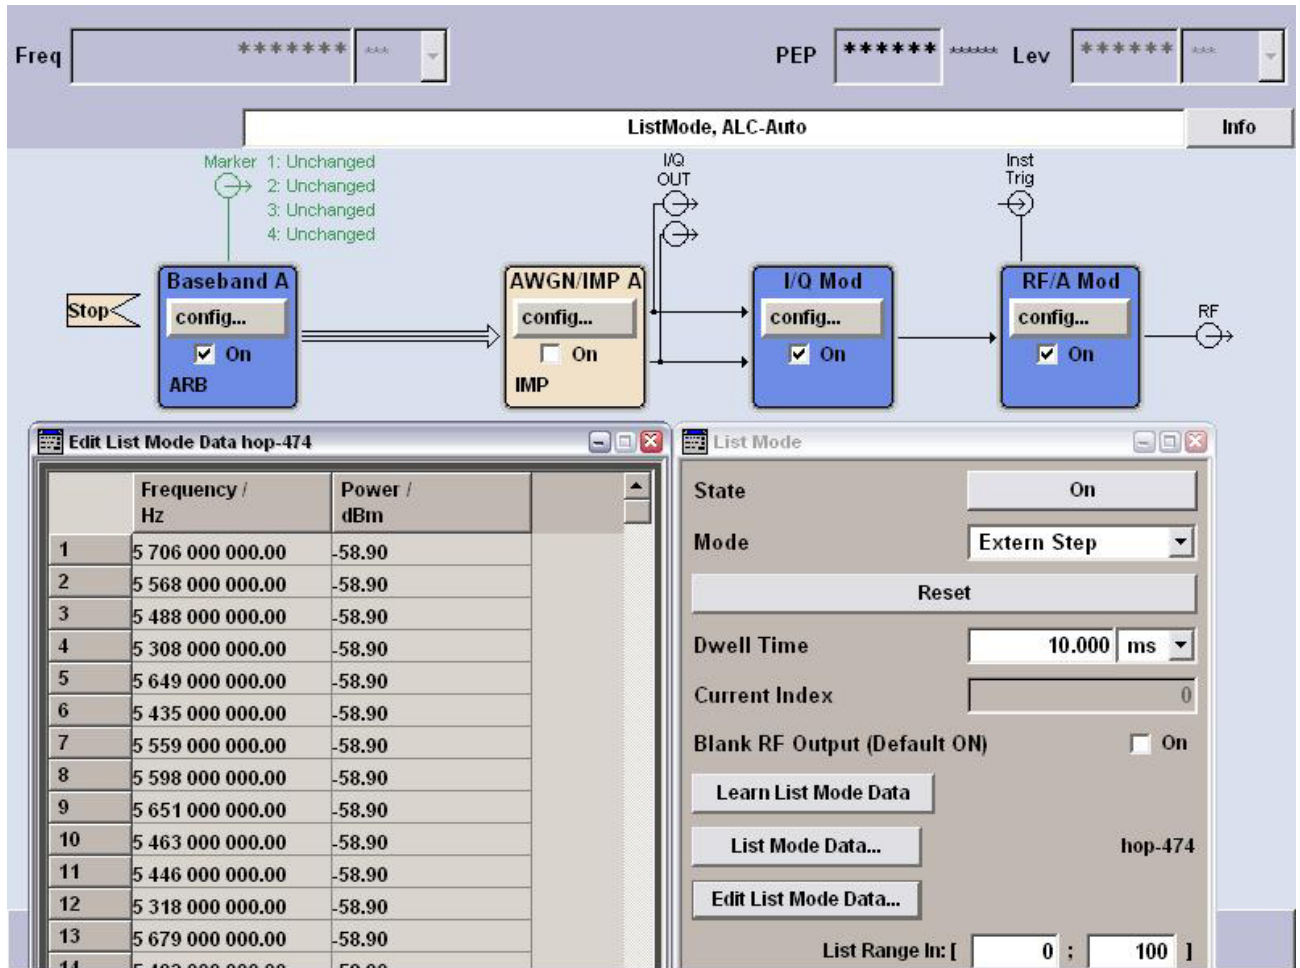 Freq ******* *** PEP ****** ****** Lev ****** ***
ListMode, ALC-Auto Info
Marker 1: Unchanged
2: Unchanged
3: Unchanged
4: Unchanged
I/Q
OUT
Inst
Trig
Stop
Baseband A
config...
On
ARB
AWGN/IMP A
config...
On
IMP
I/Q Mod
config...
On
RF/A Mod
config...
On
RF
Edit List Mode Data hop-474
Frequency / Hz Power / dBm
1 5 706 000 000.00 -58.90
2 5 568 000 000.00 -58.90
3 5 488 000 000.00 -58.90
4 5 308 000 000.00 -58.90
5 5 649 000 000.00 -58.90
6 5 435 000 000.00 -58.90
7 5 559 000 000.00 -58.90
8 5 598 000 000.00 -58.90
9 5 651 000 000.00 -58.90
10 5 463 000 000.00 -58.90
11 5 446 000 000.00 -58.90
12 5 318 000 000.00 -58.90
13 5 679 000 000.00 -58.90
List Mode
State On
Mode Extern Step
Reset
Dwell Time 10.000 ms
Current Index 0
Blank RF Output (Default ON) On
Learn List Mode Data
List Mode Data... hop-474
Edit List Mode Data...
List Range In: [ 0 ; 100 ]